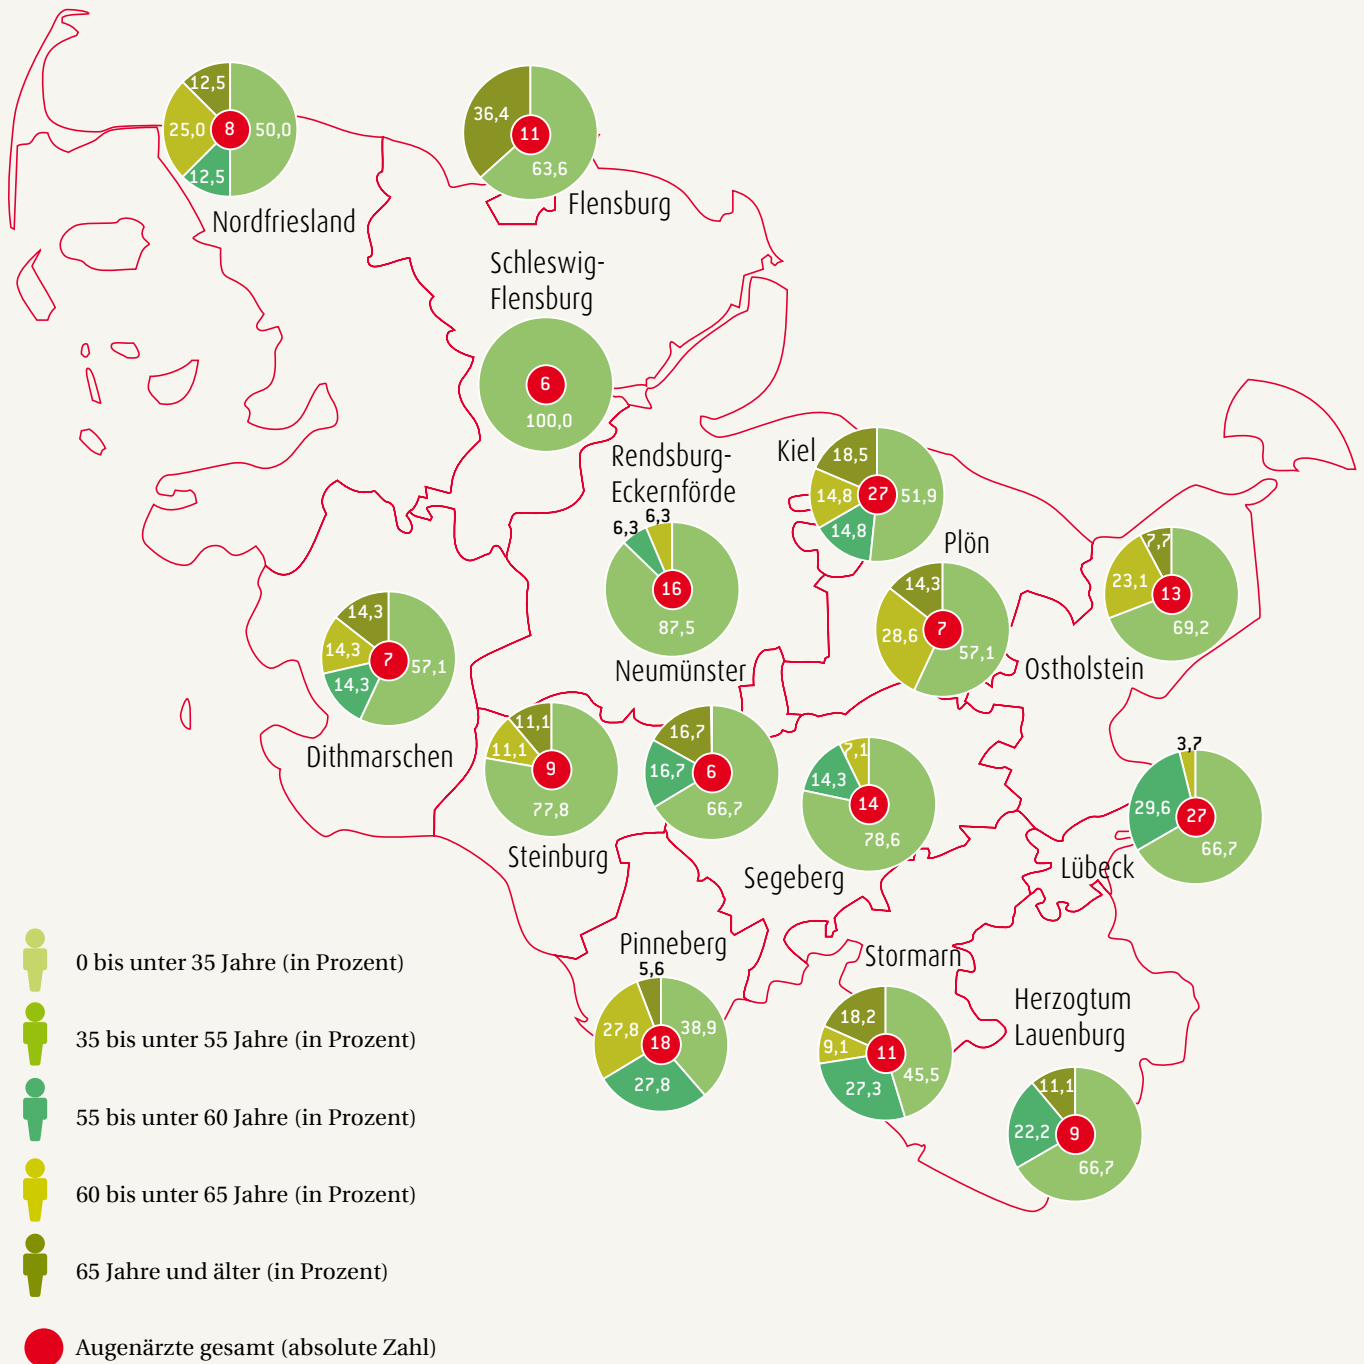 12,5
25,0
8
50,0
12,5
Nordfriesland
36,4
11
63,6
Flensburg
Schleswig-
Flensburg
6
100,0
Rendsburg-
Eckernförde
6,3
6,3
16
87,5
Neumünster
Kiel
18,5
14,8
27
51,9
14,8
Plön
14,3
28,6
7
57,1
7,7
23,1
13
69,2
Ostholstein
14,3
14,3
7
57,1
14,3
Dithmarschen
11,1
11,1
9
77,8
Steinburg
16,7
16,7
6
66,7
7,1
14,3
14
78,6
Segeberg
3,7
29,6
27
66,7
Lübeck
Pinneberg
5,6
27,8
18
38,9
27,8
Stormarn
18,2
9,1
11
45,5
27,3
Herzogtum
Lauenburg
11,1
22,2
9
66,7
0 bis unter 35 Jahre (in Prozent)
35 bis unter 55 Jahre (in Prozent)
55 bis unter 60 Jahre (in Prozent)
60 bis unter 65 Jahre (in Prozent)
65 Jahre und älter (in Prozent)
Augenärzte gesamt (absolute Zahl)